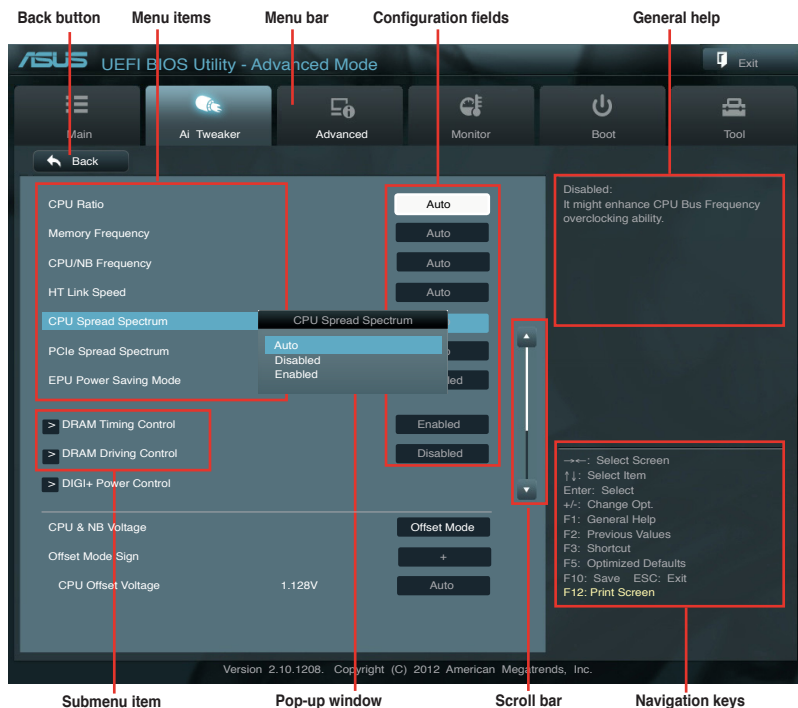 Back button Menu items Menu bar Configuration fields General help
ASUS UEFI BIOS Utility - Advanced Mode Exit
Main Ai Tweaker Advanced Monitor Boot Tool
Back
CPU Ratio Auto
Memory Frequency Auto
CPU/NB Frequency Auto
HT Link Speed Auto
CPU Spread Spectrum
PCIe Spread Spectrum
EPU Power Saving Mode
CPU Spread Spectrum
Auto
Disabled
Enabled
> DRAM Timing Control Enabled
> DRAM Driving Control Disabled
> DIGI+ Power Control
CPU & NB Voltage Offset Mode
Offset Mode Sign +
CPU Offset Voltage 1.128V Auto
Disabled:
It might enhance CPU Bus Frequency
overclocking ability.
→←: Select Screen
↑↓: Select Item
Enter: Select
+/-: Change Opt.
F1: General Help
F2: Previous Values
F3: Shortcut
F5: Optimized Defaults
F10: Save ESC: Exit
F12: Print Screen
Version 2.10.1208. Copyright (C) 2012 American Megatrends, Inc.
Submenu item Pop-up window Scroll bar Navigation keys